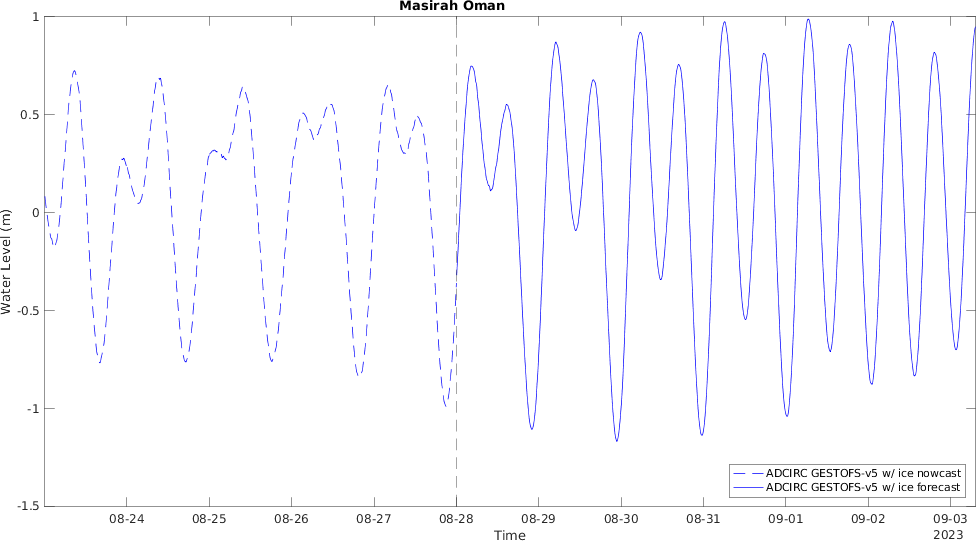 Masirah Oman
1
0.5
0
-0.5
-1
-1.5
Water Level (m)
08-24 08-25 08-26 08-27 08-28 08-29 08-30 08-31 09-01 09-02 09-03
2023
Time
ADCIRC GESTOFS-v5 w/ ice nowcast
ADCIRC GESTOFS-v5 w/ ice forecast